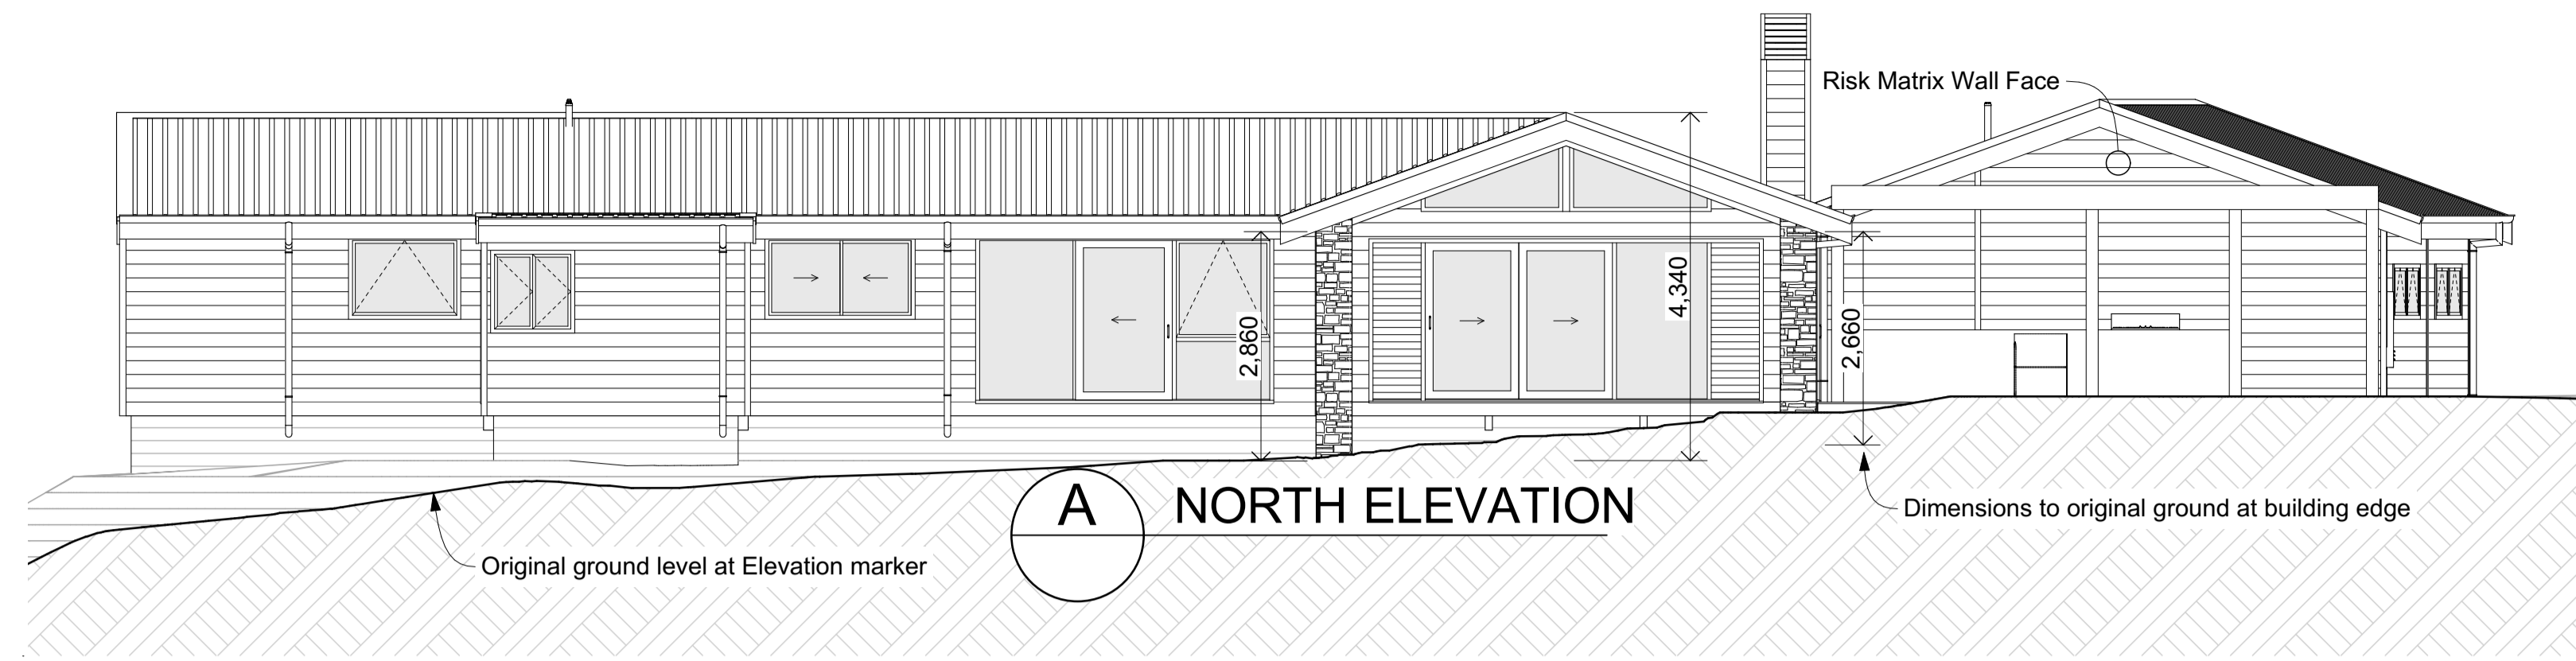 Risk Matrix Wall Face
4,340
2,860
2,660
A
NORTH ELEVATION
Dimensions to original ground at building edge
Original ground level at Elevation marker